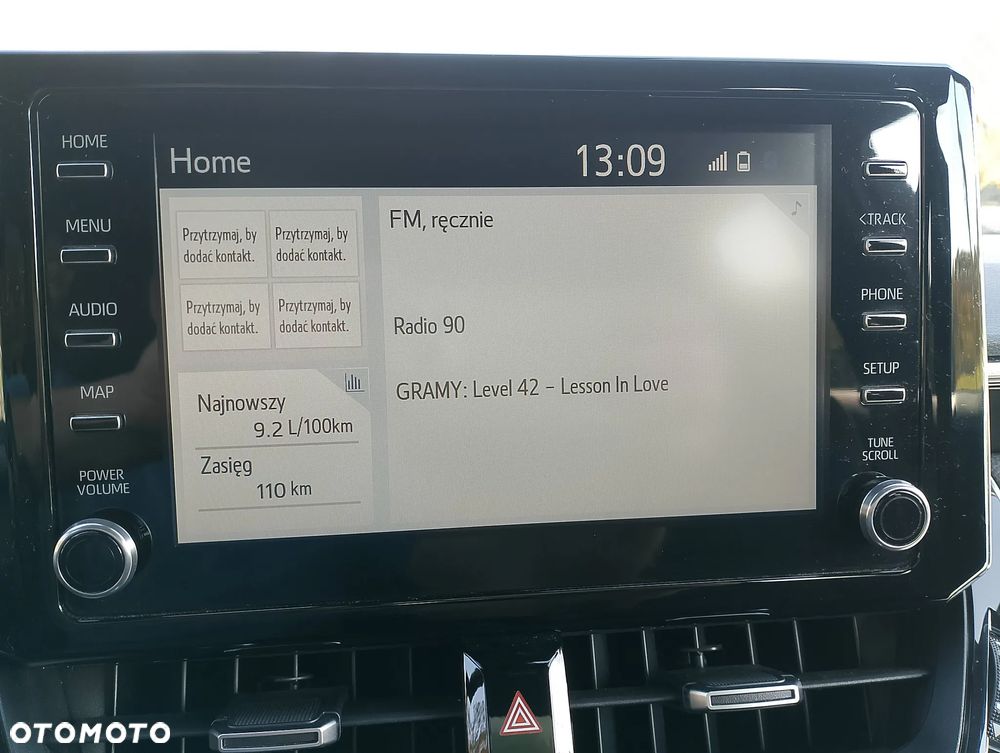 HOME
MENU
AUDIO
MAP
POWER
VOLUME
Home
13:09
Przytrzymaj, by
dodać kontakt.
Przytrzymaj, by
dodać kontakt.
Przytrzymaj, by
dodać kontakt.
Przytrzymaj, by
dodać kontakt.
Najnowszy
9.2 L/100km
Zasięg
110 km
FM, ręcznie
Radio 90
GRAMY: Level 42 – Lesson In Love
<TRACK
PHONE
SETUP
TUNE
SCROLL
OTOMOTO